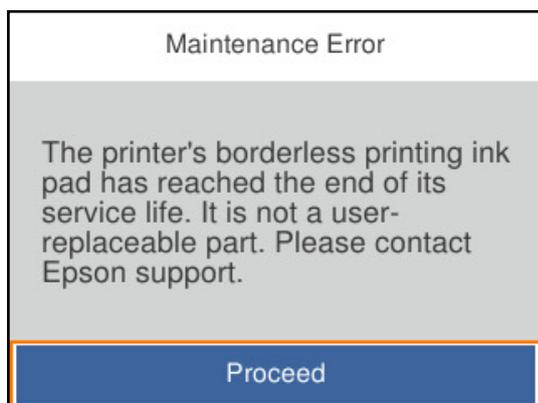 Maintenance Error
The printer's borderless printing ink
pad has reached the end of its
service life. It is not a user-
replaceable part. Please contact
Epson support.
Proceed